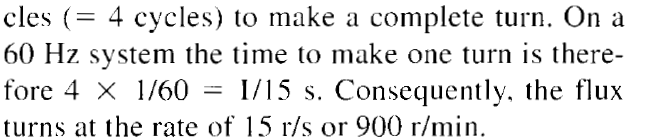 cles (= 4 cycles) to make a complete turn. On a
60 Hz system the time to make one turn is there-
fore 4 × 1/60 = I/15 s. Consequently, the flux
turns at the rate of 15 r/s or 900 r/min.